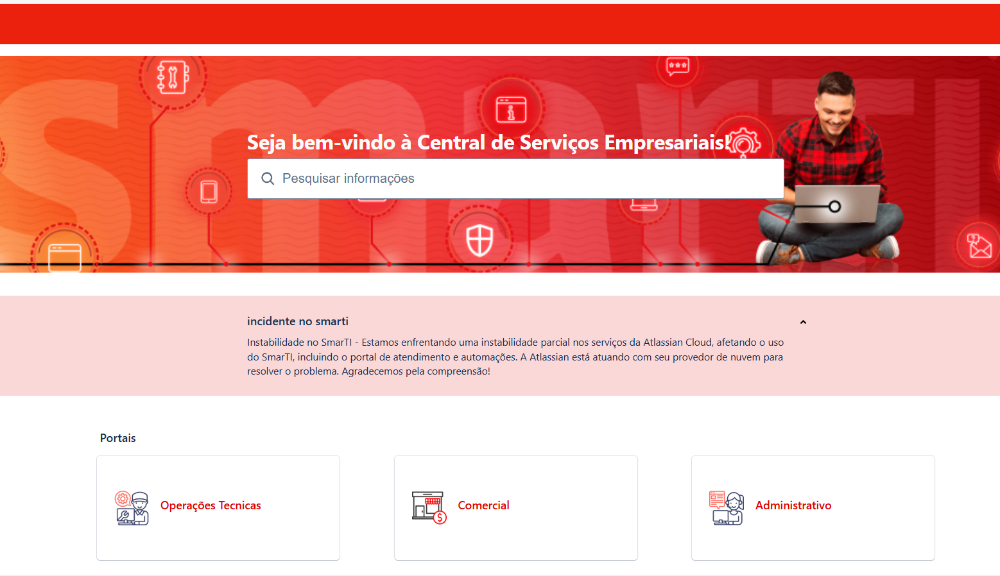 smarTI
Seja bem-vindo à Central de Serviços Empresariais!
Pesquisar informações
incidente no smarti
Instabilidade no SmarTI - Estamos enfrentando uma instabilidade parcial nos serviços da Atlassian Cloud, afetando o uso
do SmarTI, incluindo o portal de atendimento e automações. A Atlassian está atuando com seu provedor de nuvem para
resolver o problema. Agradecemos pela compreensão!
Portais
Operações Tecnicas
Comercial
Administrativo